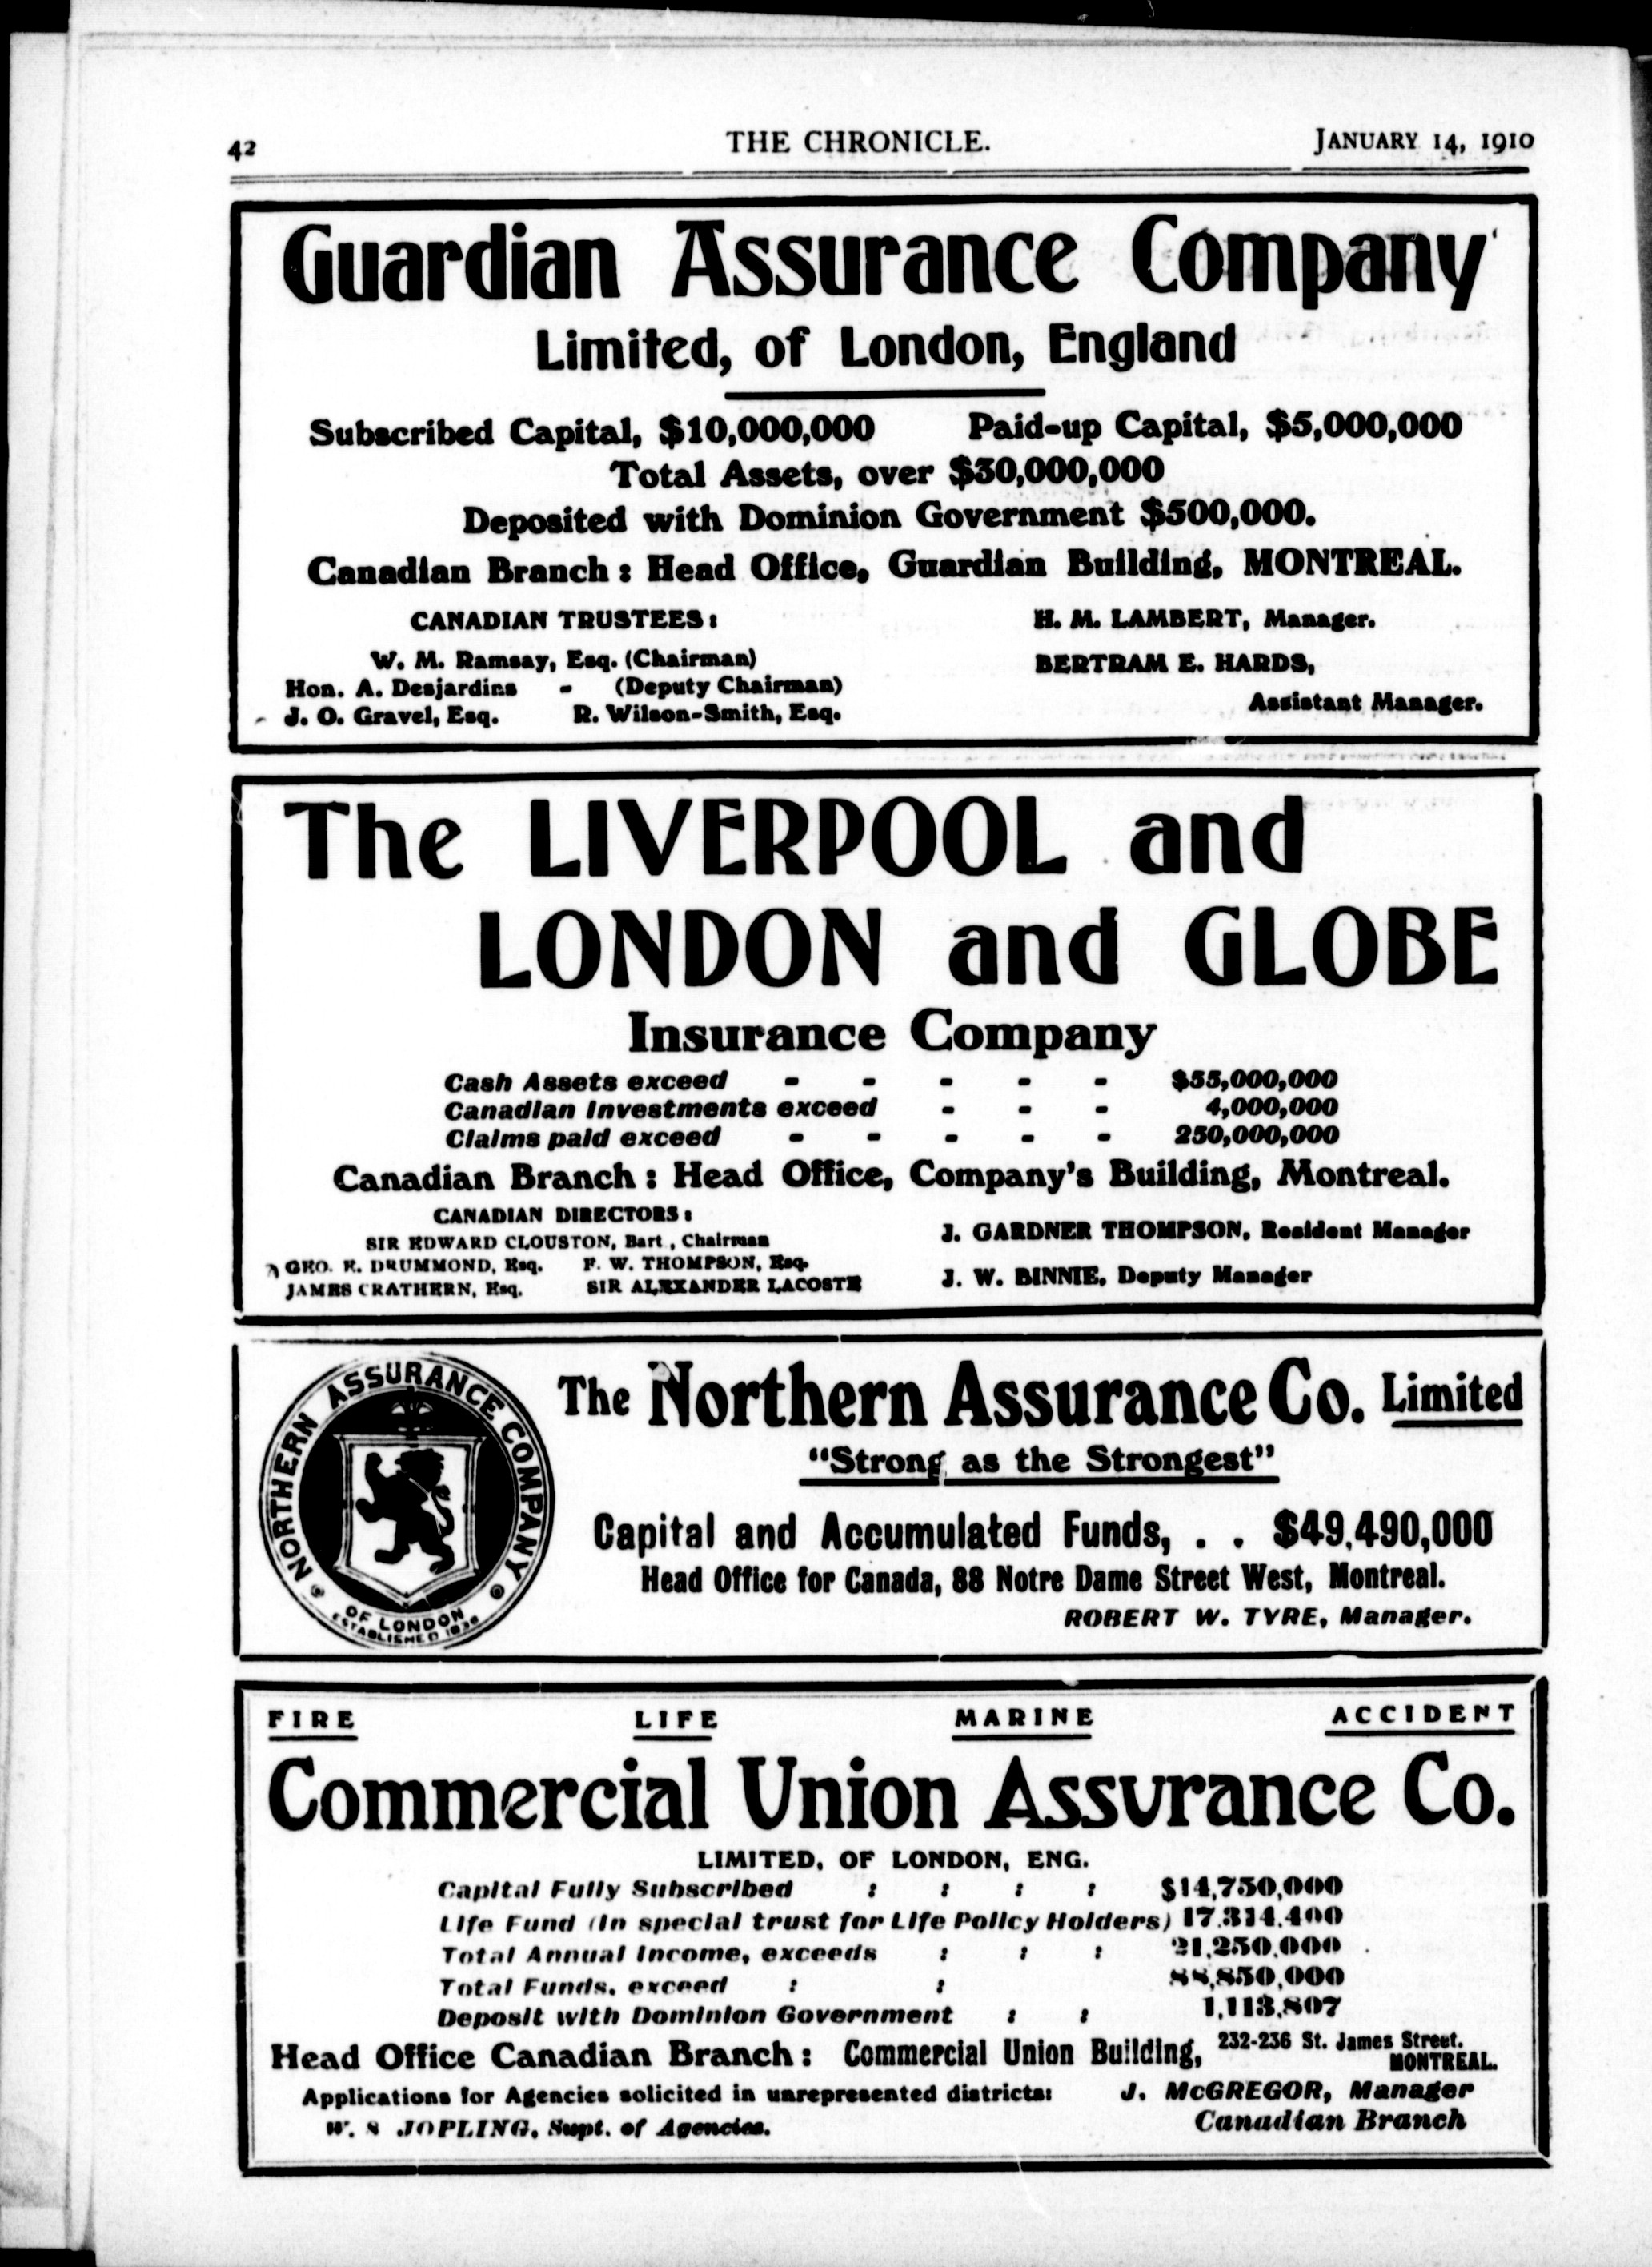 42 THE CHRONICLE. JANUARY 14, 1910
Guardian Assurance Company
Limited, of London, England
Subscribed Capital, $10,000,000 Paid-up Capital, $5,000,000
Total Assets, over $30,000,000
Deposited with Dominion Government $500,000.
Canadian Branch: Head Office, Guardian Building, MONTREAL.
CANADIAN TRUSTEES:
W. M. Ramsay, Esq. (Chairman)
Hon. A. Desjardins - (Deputy Chairman)
J. O. Gravel, Esq. R. Wilson-Smith, Esq.
H. M. LAMBERT, Manager.
BERTRAM E. HARDS,
Assistant Manager.
The LIVERPOOL and
LONDON and GLOBE
Insurance Company
Cash Assets exceed - - - - - $55,000,000
Canadian Investments exceed - - - 4,000,000
Claims paid exceed - - - - - 250,000,000
Canadian Branch: Head Office, Company's Building, Montreal.
CANADIAN DIRECTORS:
SIR EDWARD CLOUSTON, Bart., Chairman
GEO. E. DRUMMOND, Esq. F. W. THOMPSON, Esq.
JAMES CRATHERN, Esq. SIR ALEXANDER LACOSTE
J. GARDNER THOMPSON, Resident Manager
J. W. BINNIE, Deputy Manager
NORTHERN ASSURANCE COMPANY
OF LONDON
ESTABLISHED 1836
The Northern Assurance Co. Limited
"Strong as the Strongest"
Capital and Accumulated Funds, . . $49,490,000
Head Office for Canada, 88 Notre Dame Street West, Montreal.
ROBERT W. TYRE, Manager.
FIRE LIFE MARINE ACCIDENT
Commercial Union Assurance Co.
LIMITED, OF LONDON, ENG.
Capital Fully Subscribed : : : : $14,750,000
Life Fund (In special trust for Life Policy Holders) 17,314,400
Total Annual Income, exceeds : : : 21,250,000
Total Funds, exceed : : 88,850,000
Deposit with Dominion Government : : 1,113,807
Head Office Canadian Branch: Commercial Union Building, 232-236 St. James Street,
MONTREAL.
Applications for Agencies solicited in unrepresented districts:
W. S JOPLING, Supt. of Agencies.
J. McGREGOR, Manager
Canadian Branch